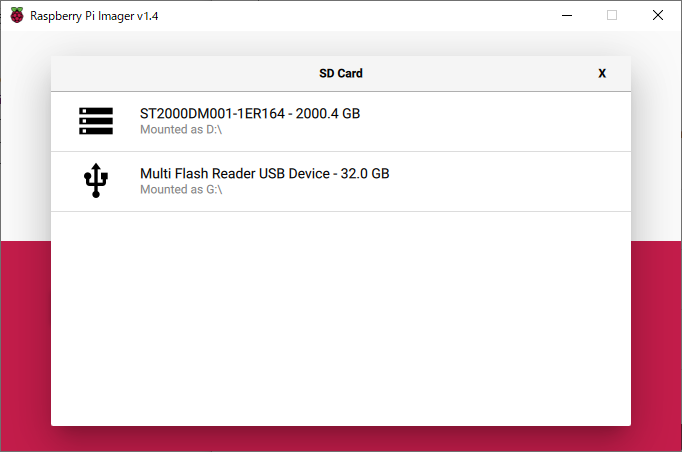 Raspberry Pi Imager v1.4
SD Card X
ST2000DM001-1ER164 - 2000.4 GB
Mounted as D:\
Multi Flash Reader USB Device - 32.0 GB
Mounted as G:\